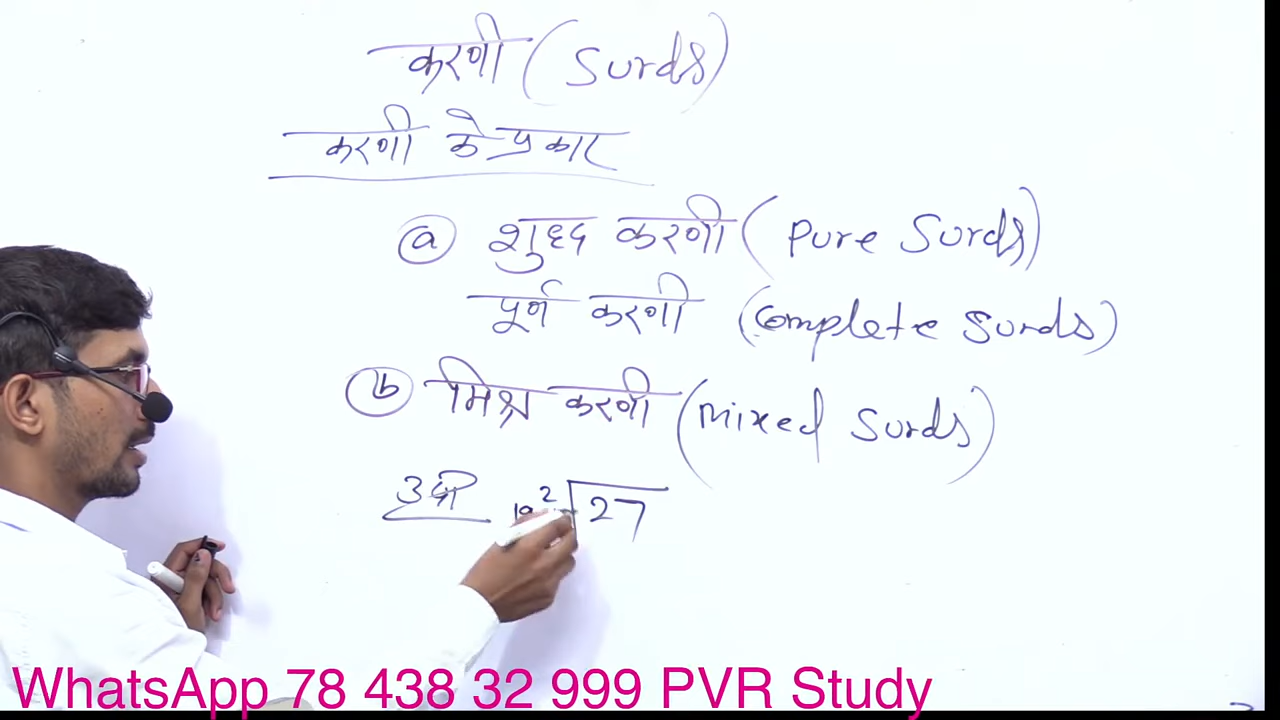 करणी (Surds)
करणी के प्रकार
(a) शुध्द करणी (Pure Surds)
पूर्ण करणी (Complete Surds)
(b) मिश्र करणी (Mixed Surds)
²√27
WhatsApp 78 438 32 999 PVR Study